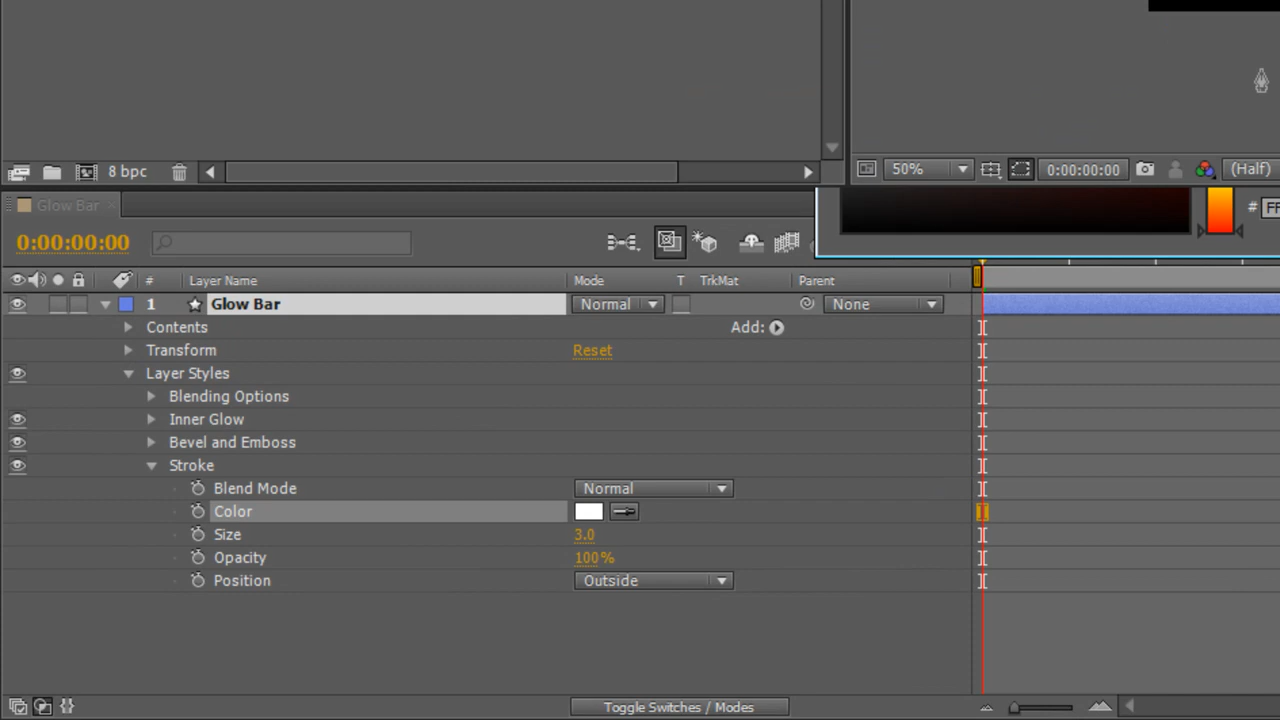 8 bpc
50%
0:00:00:00
(Half)
Glow Bar
# FF
0:00:00:00
# Layer Name Mode T TrkMat Parent
1 Glow Bar Normal None
Contents Add:
Transform Reset
Layer Styles
Blending Options
Inner Glow
Bevel and Emboss
Stroke
Blend Mode Normal
Color
Size 3.0
Opacity 100%
Position Outside
Toggle Switches / Modes